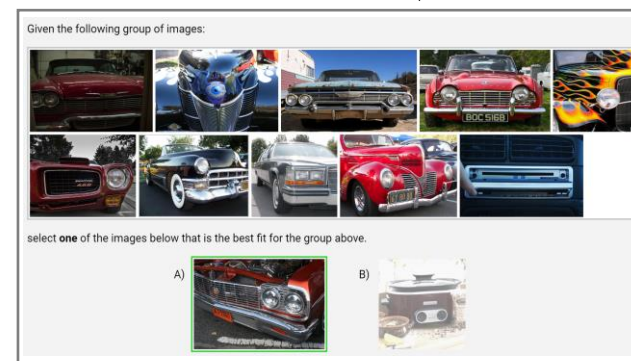 Given the following group of images:
BOC 516B
select one of the images below that is the best fit for the group above.
A)
B)